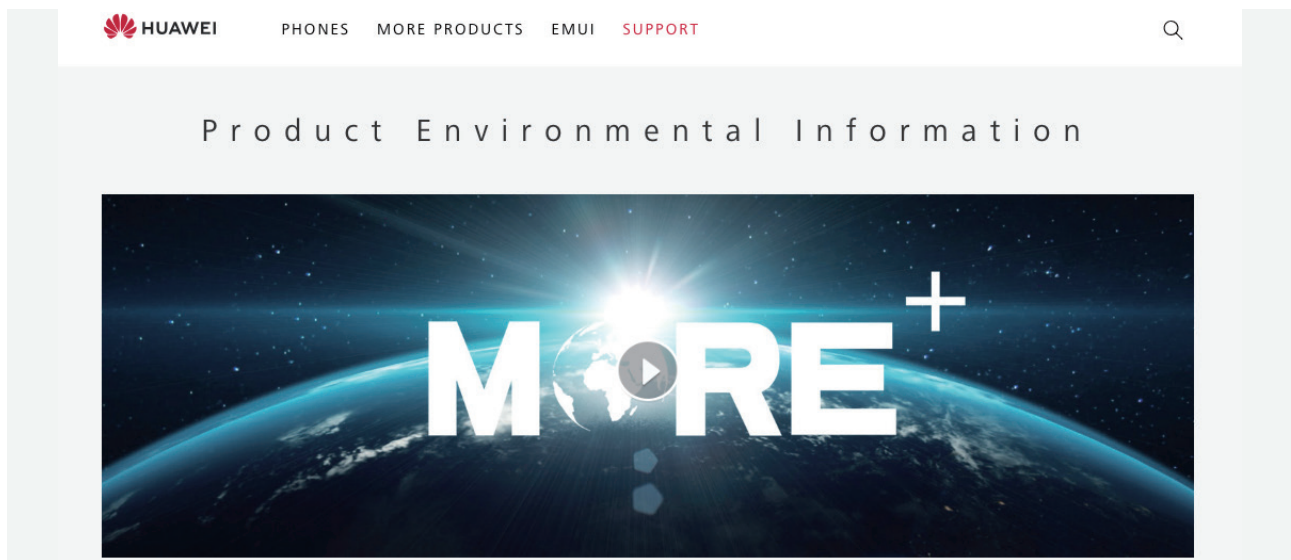 HUAWEI PHONES MORE PRODUCTS EMUI SUPPORT
Product Environmental Information
MORE+